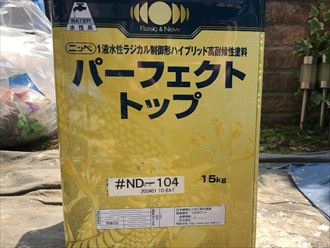 WATER
水性系
Basic & New
ニッペ
1液水性ラジカル制御形ハイブリッド高耐候性塗料
パーフェクト
トップ
#ND-104
15kg